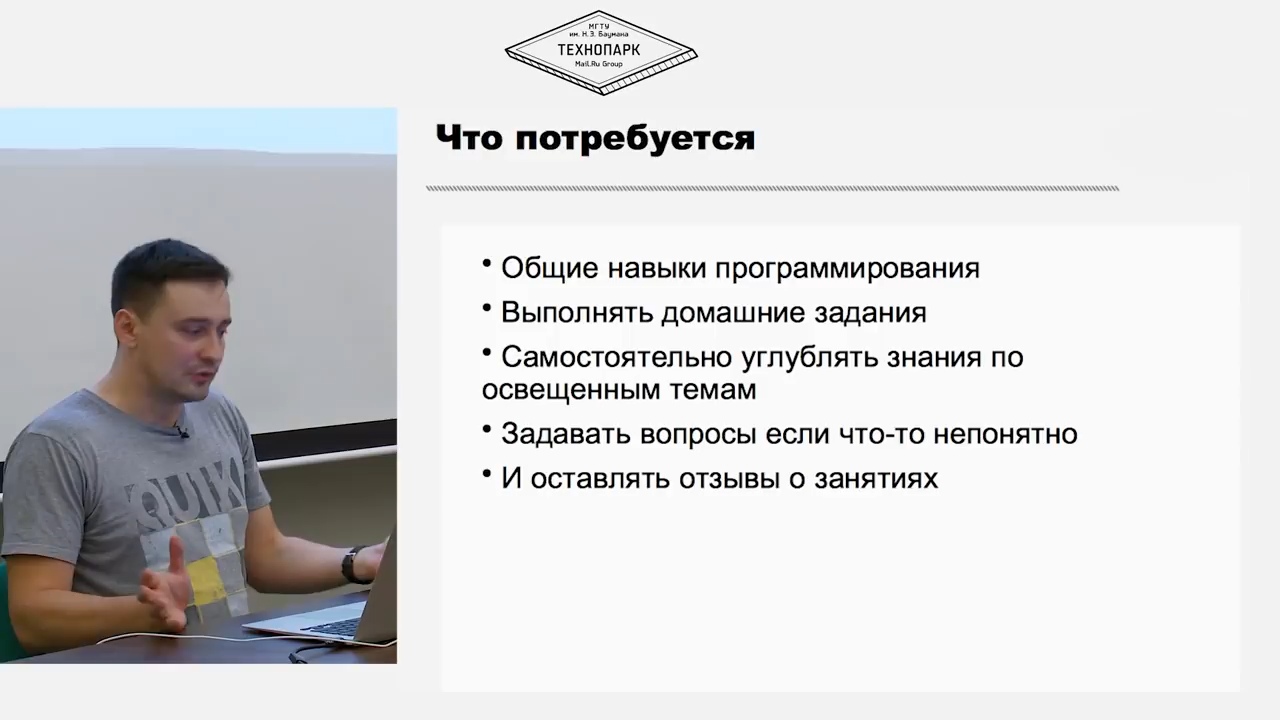 МГТУ
им. Н.Э. Баумана
ТЕХНОПАРК
Mail.Ru Group
Что потребуется
• Общие навыки программирования
• Выполнять домашние задания
• Самостоятельно углублять знания по
освещенным темам
• Задавать вопросы если что-то непонятно
• И оставлять отзывы о занятиях
QUIK